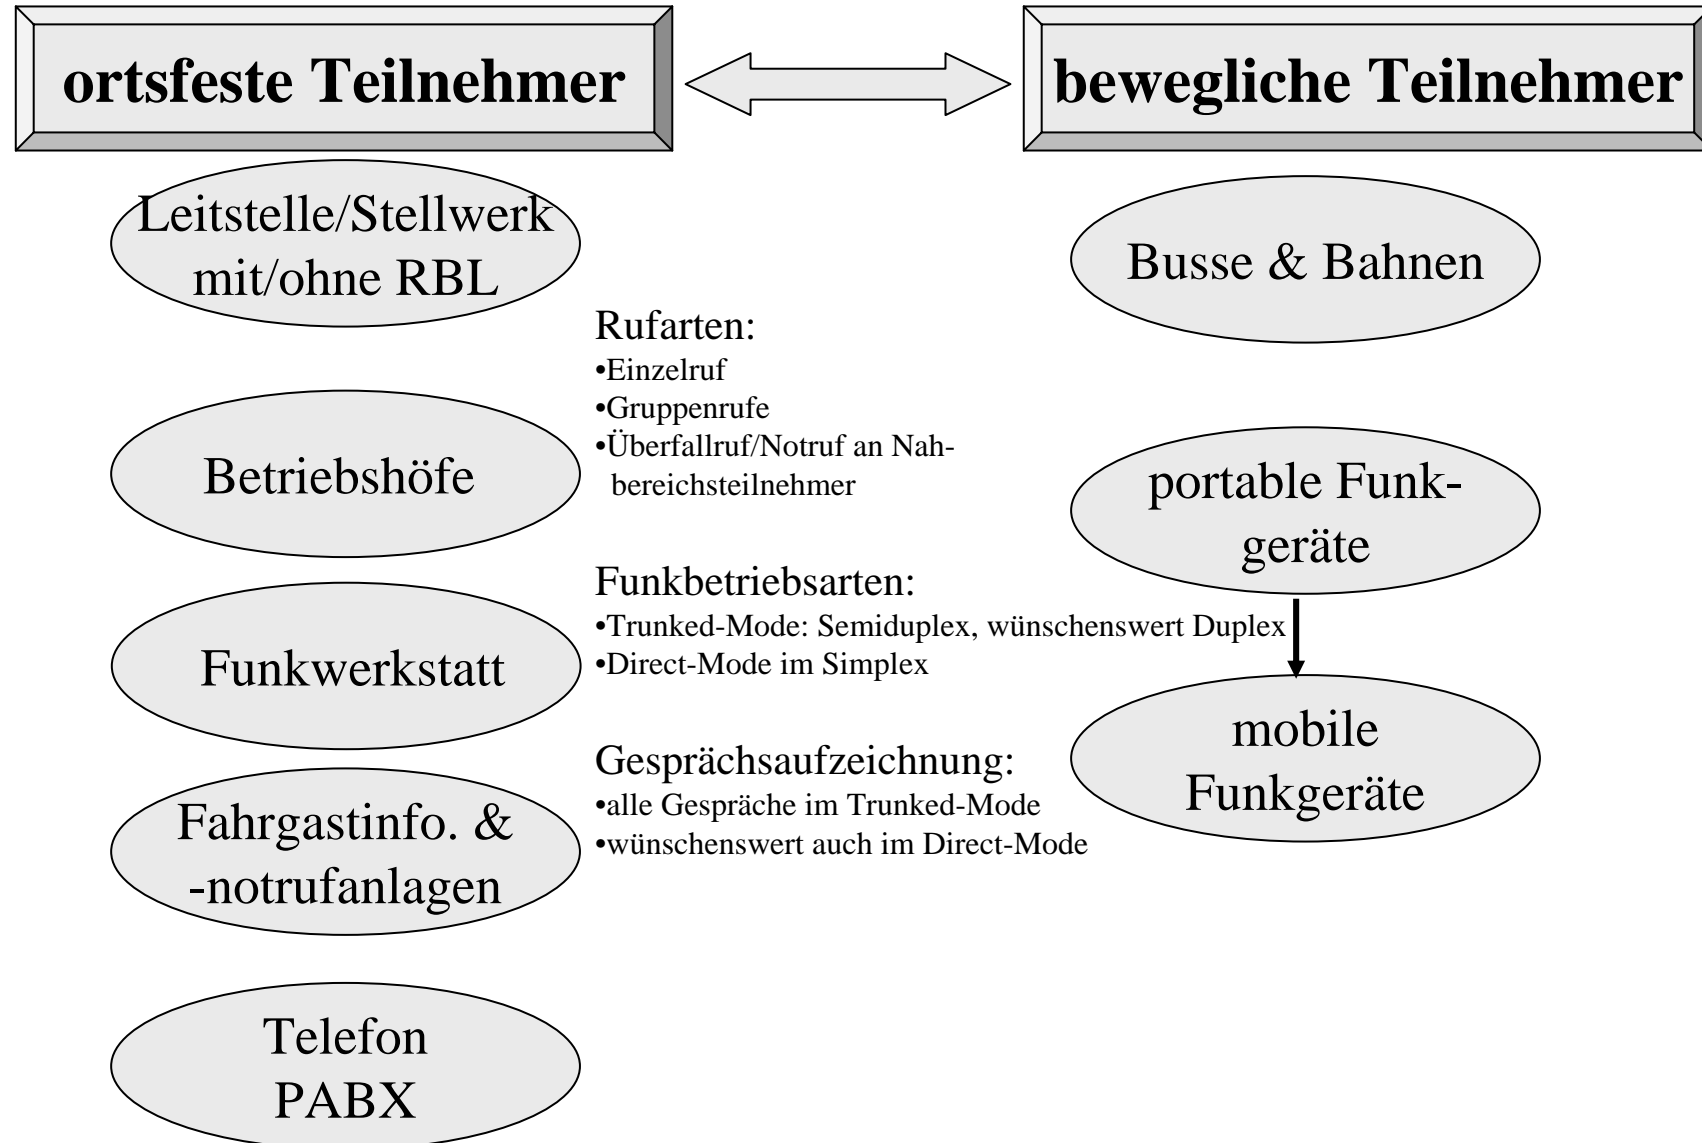 ortsfeste Teilnehmer
bewegliche Teilnehmer
Leitstelle/Stellwerk
mit/ohne RBL
Betriebshöfe
Funkwerkstatt
Fahrgastinfo. &
-notrufanlagen
Telefon
PABX
Rufarten:
•Einzelruf
•Gruppenrufe
•Überfallruf/Notruf an Nah-
bereichsteilnehmer
Funkbetriebsarten:
•Trunked-Mode: Semiduplex, wünschenswert Duplex
•Direct-Mode im Simplex
Gesprächsaufzeichnung:
•alle Gespräche im Trunked-Mode
•wünschenswert auch im Direct-Mode
Busse & Bahnen
portable Funk-
geräte
mobile
Funkgeräte